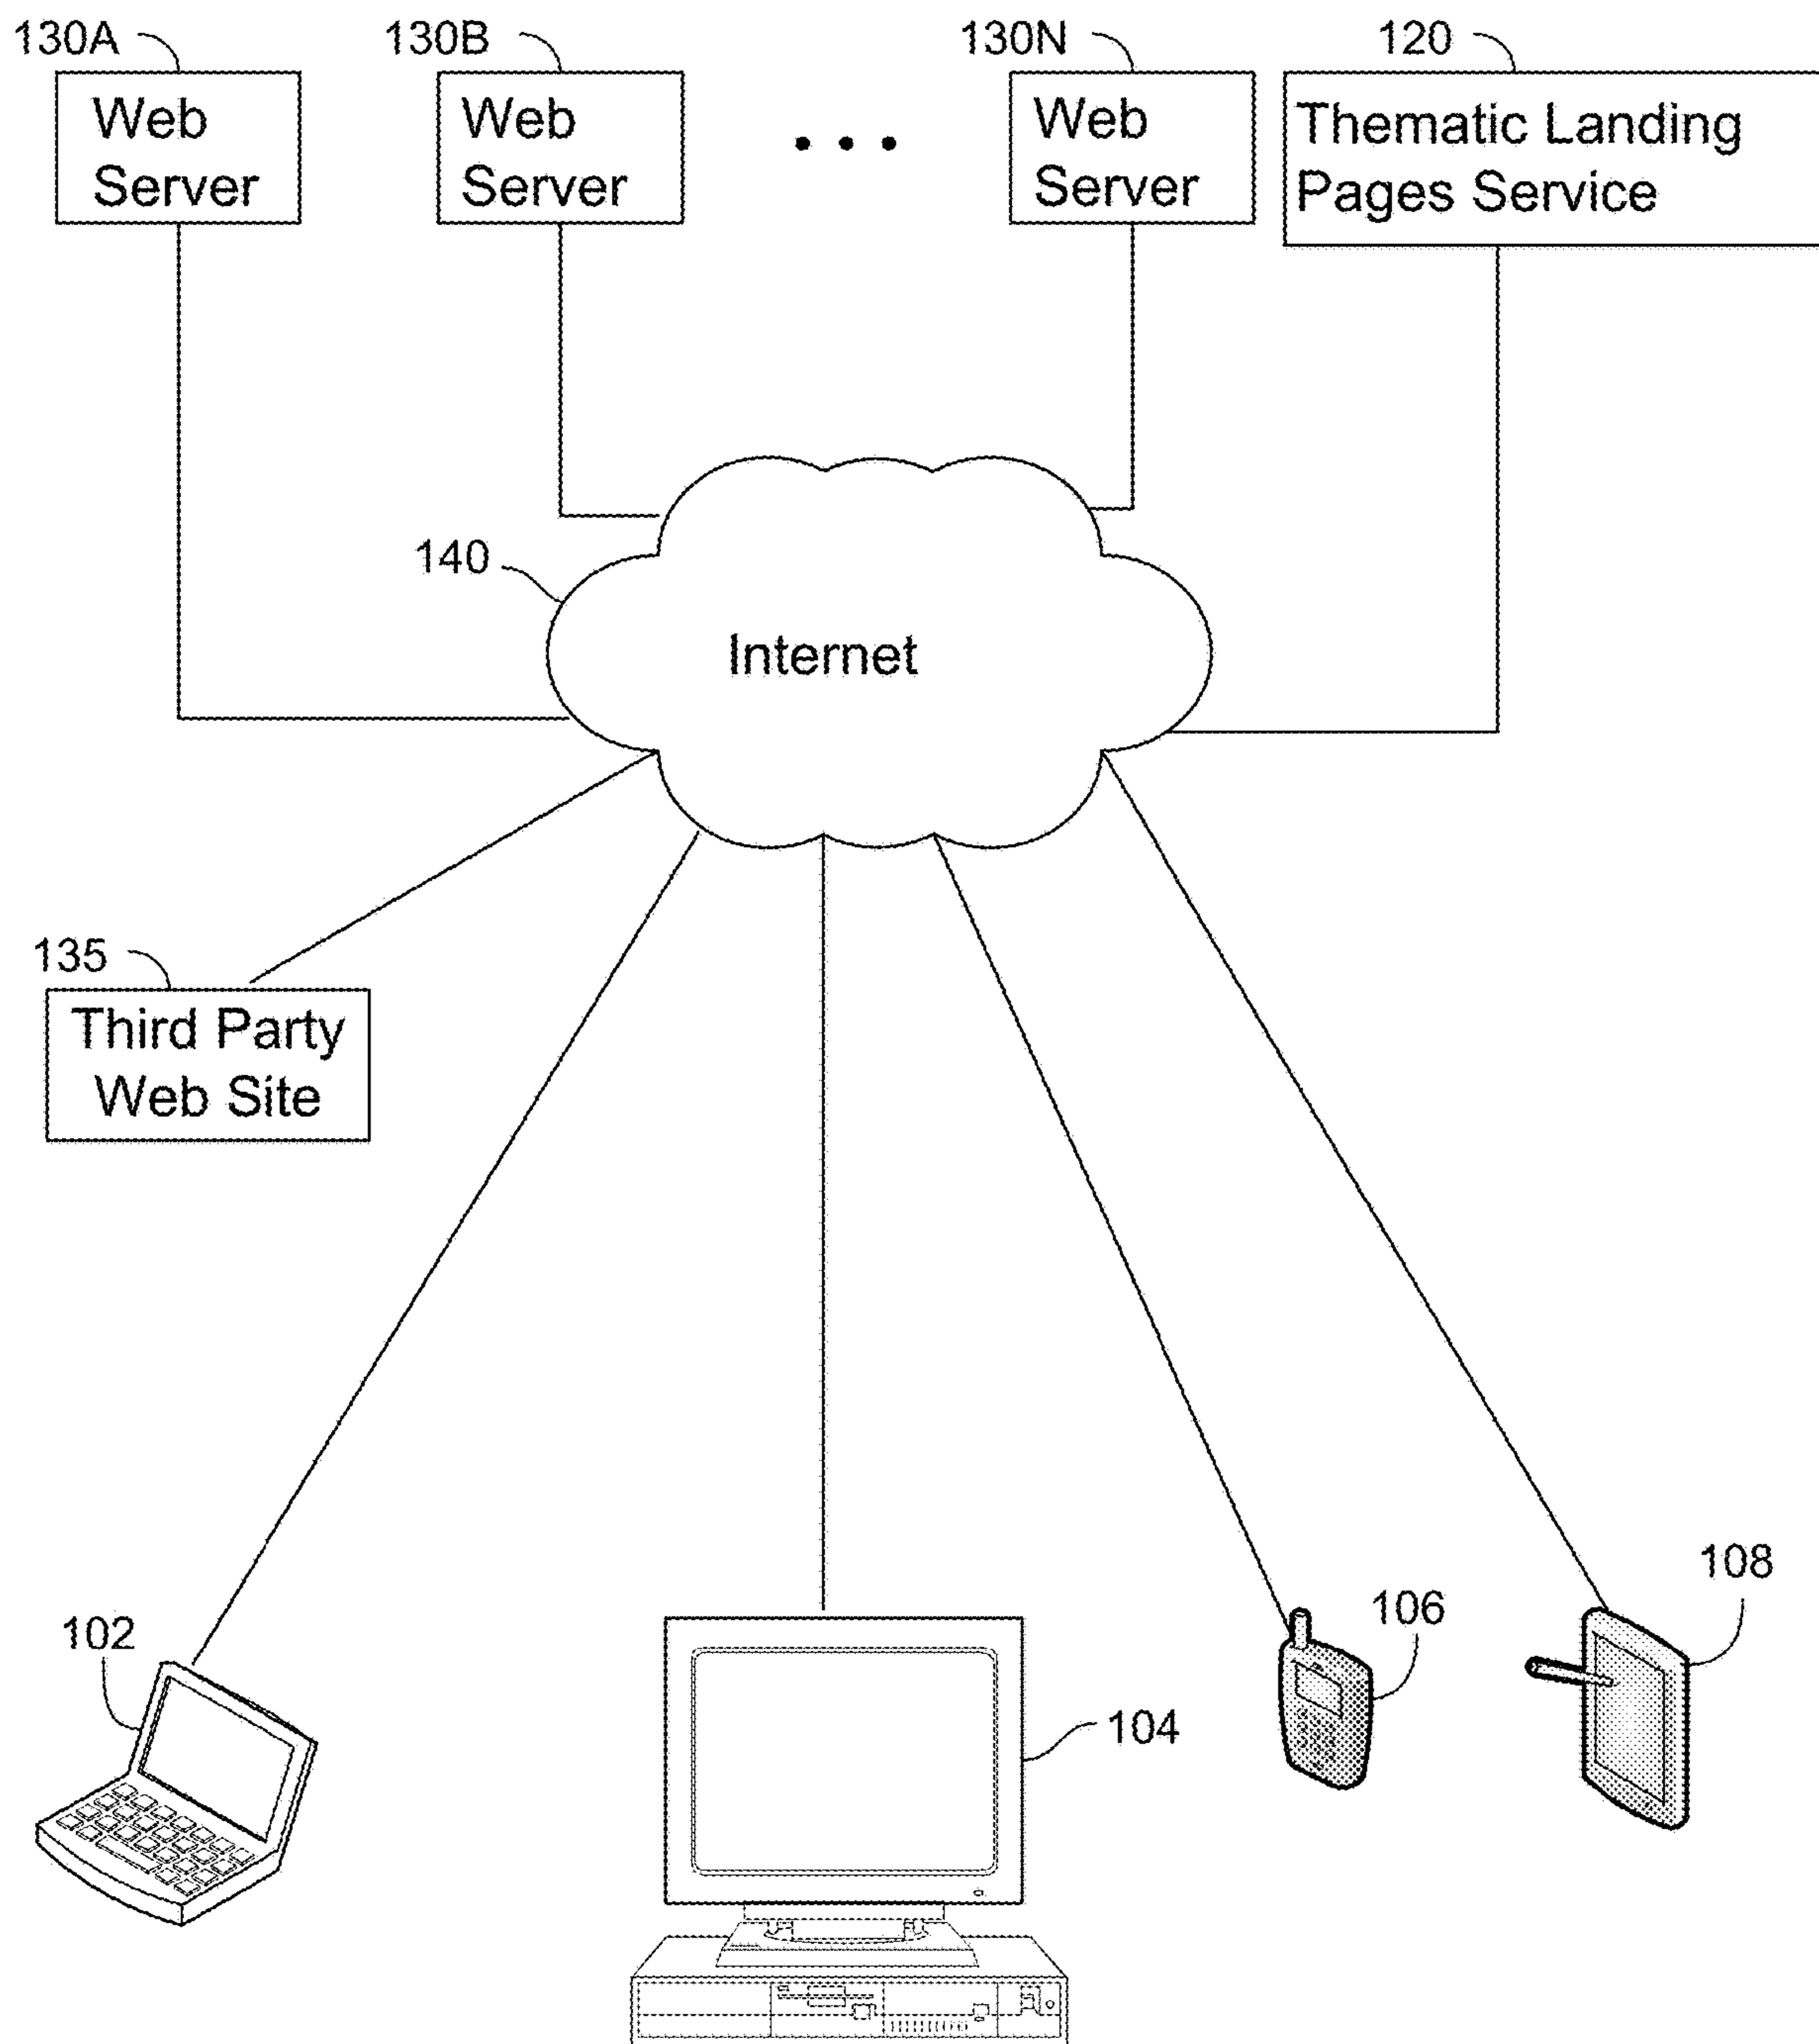 130A
130B
130N
120
Web
Server
Web
Server
• • •
Web
Server
Thematic Landing
Pages Service
140
Internet
135
Third Party
Web Site
102
104
106
108